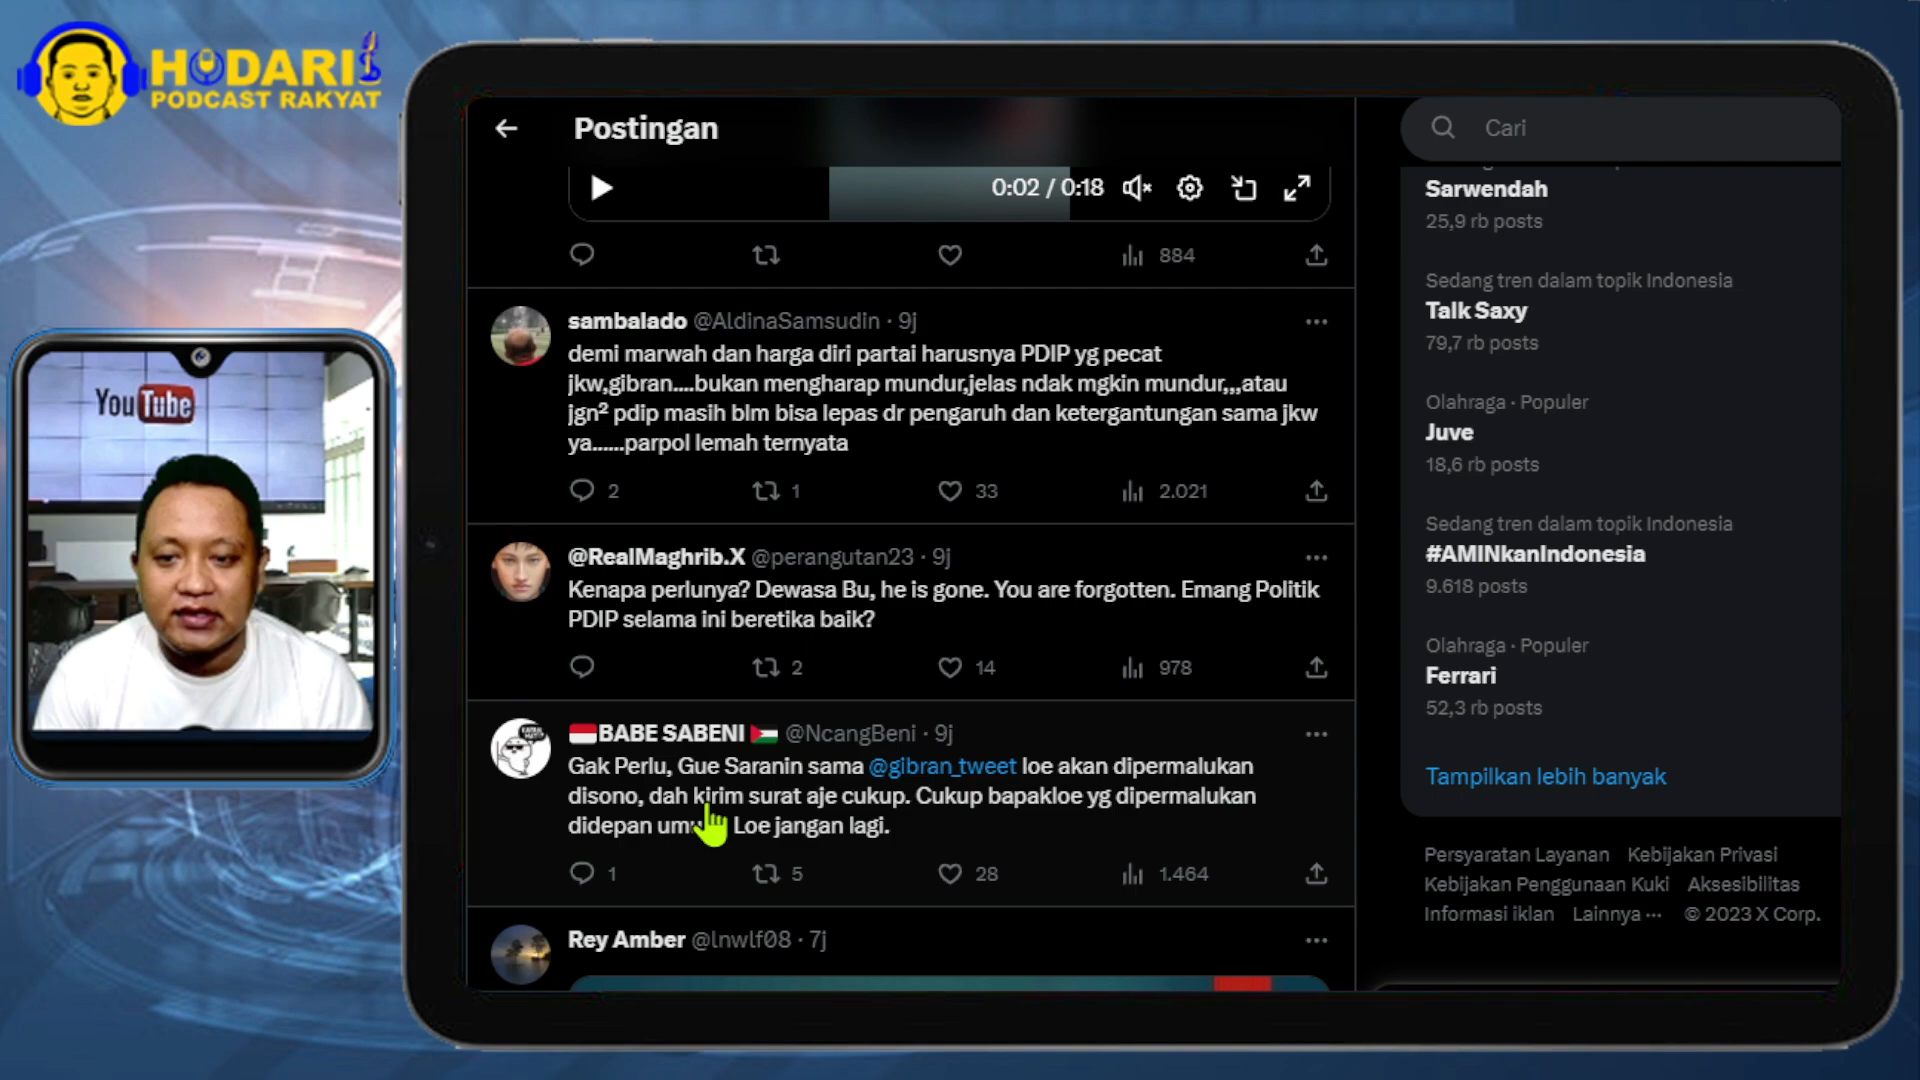 HODARI
PODCAST RAKYAT
YouTube
Postingan
0:02 / 0:18
884
sambalado @AldinaSamsudin · 9j
demi marwah dan harga diri partai harusnya PDIP yg pecat
jkw,gibran....bukan mengharap mundur,jelas ndak mgkin mundur,,,atau
jgn² pdip masih blm bisa lepas dr pengaruh dan ketergantungan sama jkw
ya......parpol lemah ternyata
2 1 33 2.021
@RealMaghrib.X @perangutan23 · 9j
Kenapa perlunya? Dewasa Bu, he is gone. You are forgotten. Emang Politik
PDIP selama ini beretika baik?
2 14 978
BABE SABENI @NcangBeni · 9j
Gak Perlu, Gue Saranin sama @gibran_tweet loe akan dipermalukan
disono, dah kirim surat aje cukup. Cukup bapakloe yg dipermalukan
didepan Loe jangan lagi.
1 5 28 1.464
Rey Amber @lnwlf08 · 7j
Cari
Sarwendah
25,9 rb posts
Sedang tren dalam topik Indonesia
Talk Saxy
79,7 rb posts
Olahraga · Populer
Juve
18,6 rb posts
Sedang tren dalam topik Indonesia
#AMINkanIndonesia
9.618 posts
Olahraga · Populer
Ferrari
52,3 rb posts
Tampilkan lebih banyak
Persyaratan Layanan Kebijakan Privasi
Kebijakan Penggunaan Kuki Aksesibilitas
Informasi iklan Lainnya ··· © 2023 X Corp.